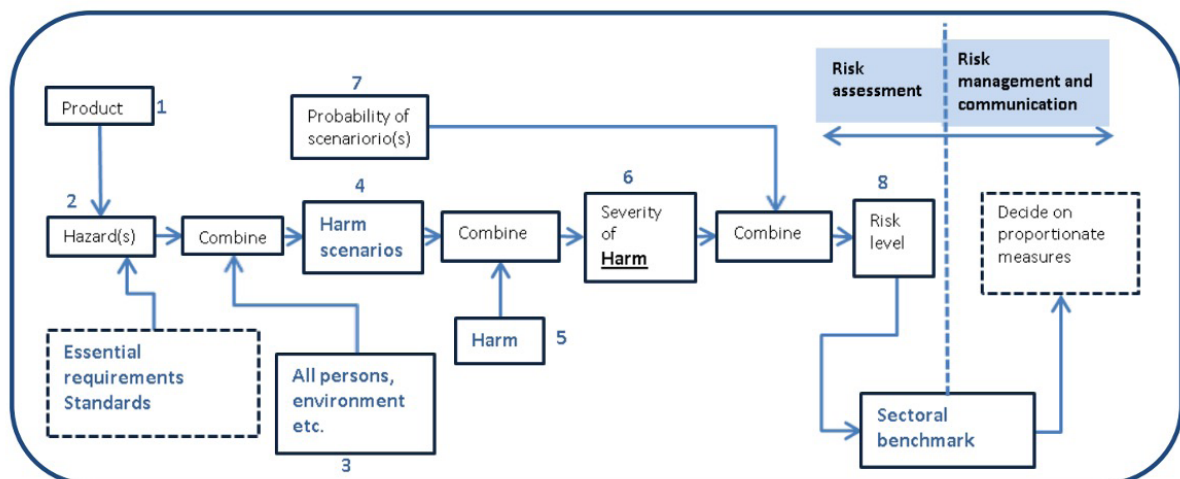 Risk
assessment
Risk
management and
communication
7
Product
1
Probability of
scenariorio(s)
2
4
6
8
Hazard(s)
Combine
Harm
scenarios
Combine
Severity
of
Harm
Combine
Risk
level
Decide on
proportionate
measures
Essential
requirements
Standards
All persons,
environment
etc.
3
Harm
5
Sectoral
benchmark